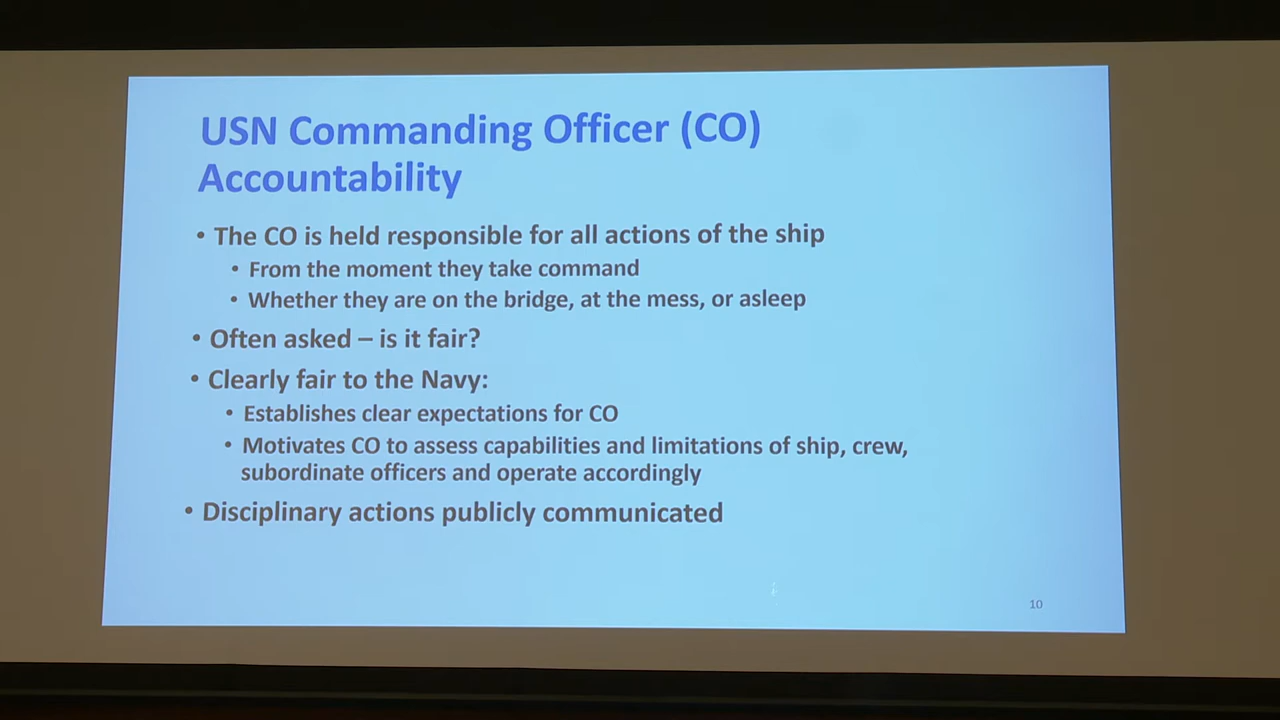 USN Commanding Officer (CO)
Accountability
• The CO is held responsible for all actions of the ship
• From the moment they take command
• Whether they are on the bridge, at the mess, or asleep
• Often asked – is it fair?
• Clearly fair to the Navy:
• Establishes clear expectations for CO
• Motivates CO to assess capabilities and limitations of ship, crew,
subordinate officers and operate accordingly
• Disciplinary actions publicly communicated
10